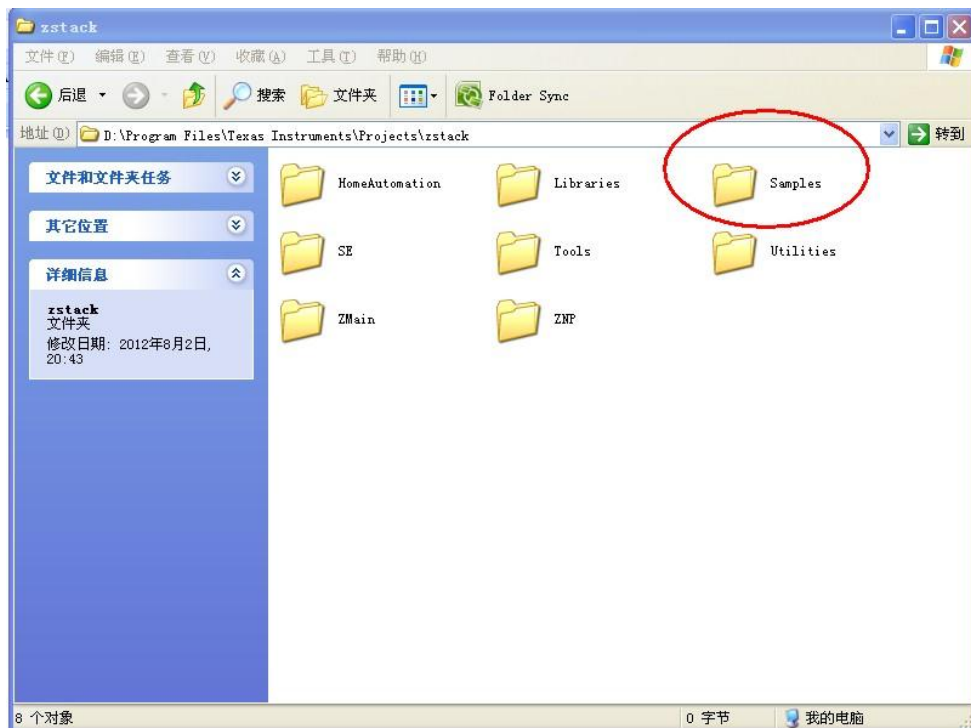 zstack
文件(F) 编辑(E) 查看(V) 收藏(A) 工具(T) 帮助(H)
后退 搜索 文件夹 Folder Sync
地址(D) D:\Program Files\Texas Instruments\Projects\zstack 转到
文件和文件夹任务
其它位置
详细信息
zstack
文件夹
修改日期: 2012年8月2日,
20:43
HomeAutomation Libraries Samples
SE Tools Utilities
ZMain ZNP
8 个对象 0 字节 我的电脑